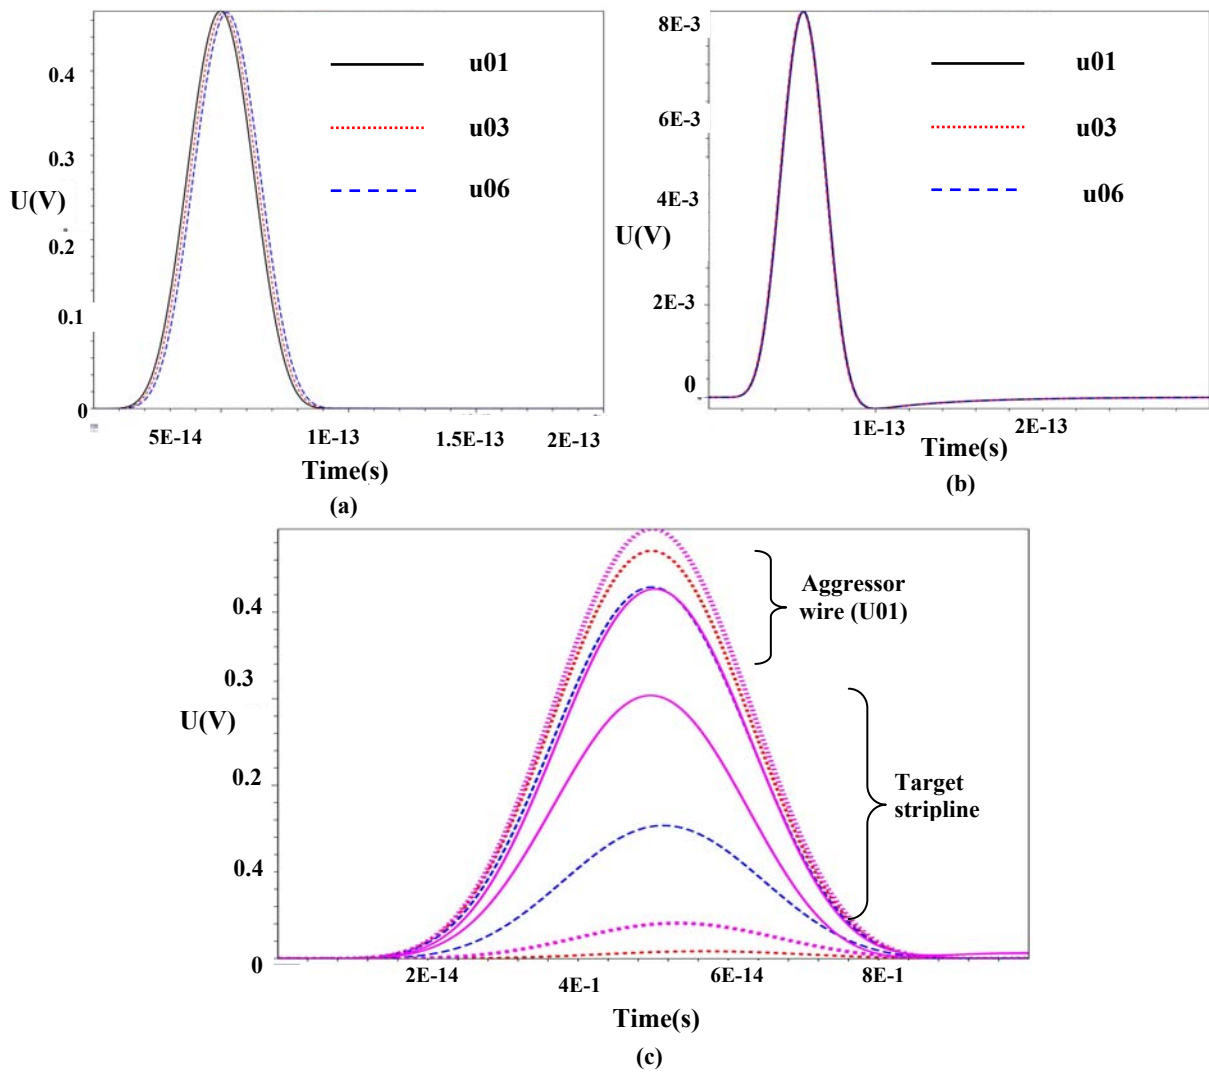 0.4
u01
0.3
u03
U(V)
u06
0.2
0.1
0
5E-14
1E-13
1.5E-13
2E-13
Time(s)
(a)
8E-3
u01
6E-3
u03
4E-3
u06
U(V)
2E-3
0
1E-13
2E-13
Time(s)
(b)
Aggressor
wire (U01)
0.4
0.3
U(V)
0.2
Target
stripline
0.4
0
2E-14
4E-1
6E-14
8E-1
Time(s)
(c)